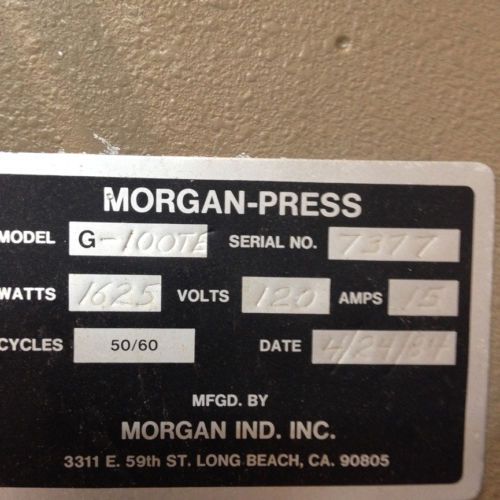 MORGAN-PRESS
MODEL G-100TE SERIAL NO. 7377
WATTS 1625 VOLTS 120 AMPS 15
CYCLES 50/60 DATE 4/24/84
MFGD. BY
MORGAN IND. INC.
3311 E. 59th ST. LONG BEACH, CA. 90805